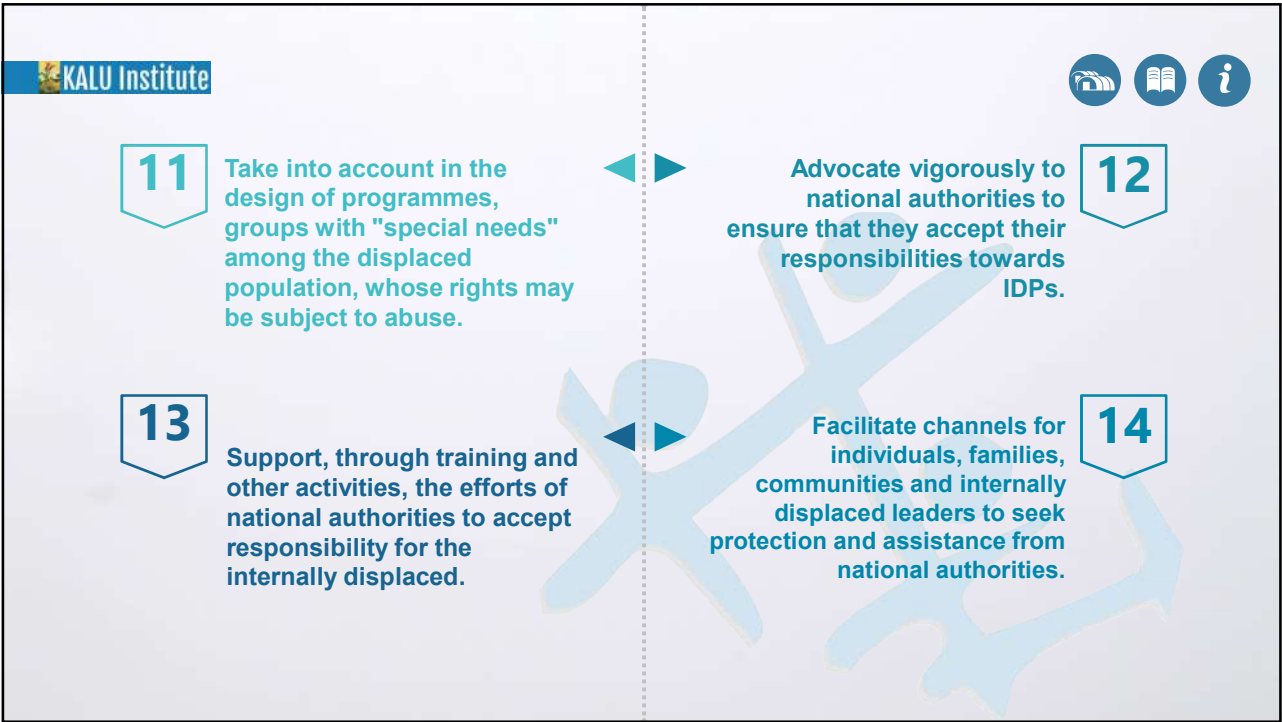 KALU Institute
i
11
Take into account in the
design of programmes,
groups with "special needs"
among the displaced
population, whose rights may
be subject to abuse.
12
Advocate vigorously to
national authorities to
ensure that they accept their
responsibilities towards
IDPs.
13
Support, through training and
other activities, the efforts of
national authorities to accept
responsibility for the
internally displaced.
14
Facilitate channels for
individuals, families,
communities and internally
displaced leaders to seek
protection and assistance from
national authorities.